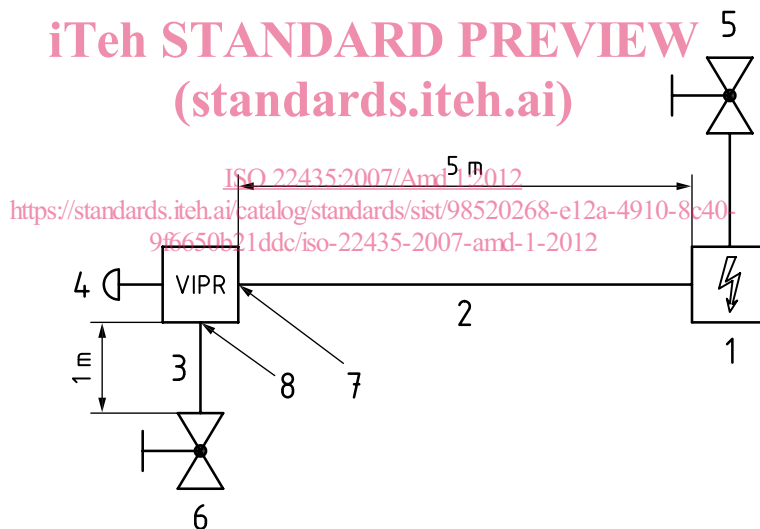 iTeh STANDARD PREVIEW
5
(standards.iteh.ai)
5 m
ISO 22435:2007/Amd 1:2012
https://standards.iteh.ai/catalog/standards/sist/98520268-e12a-4910-8c40-
9f6650b21ddc/iso-22435-2007-amd-1-2012
4
VIPR
2
1
1 m
3
8
7
6